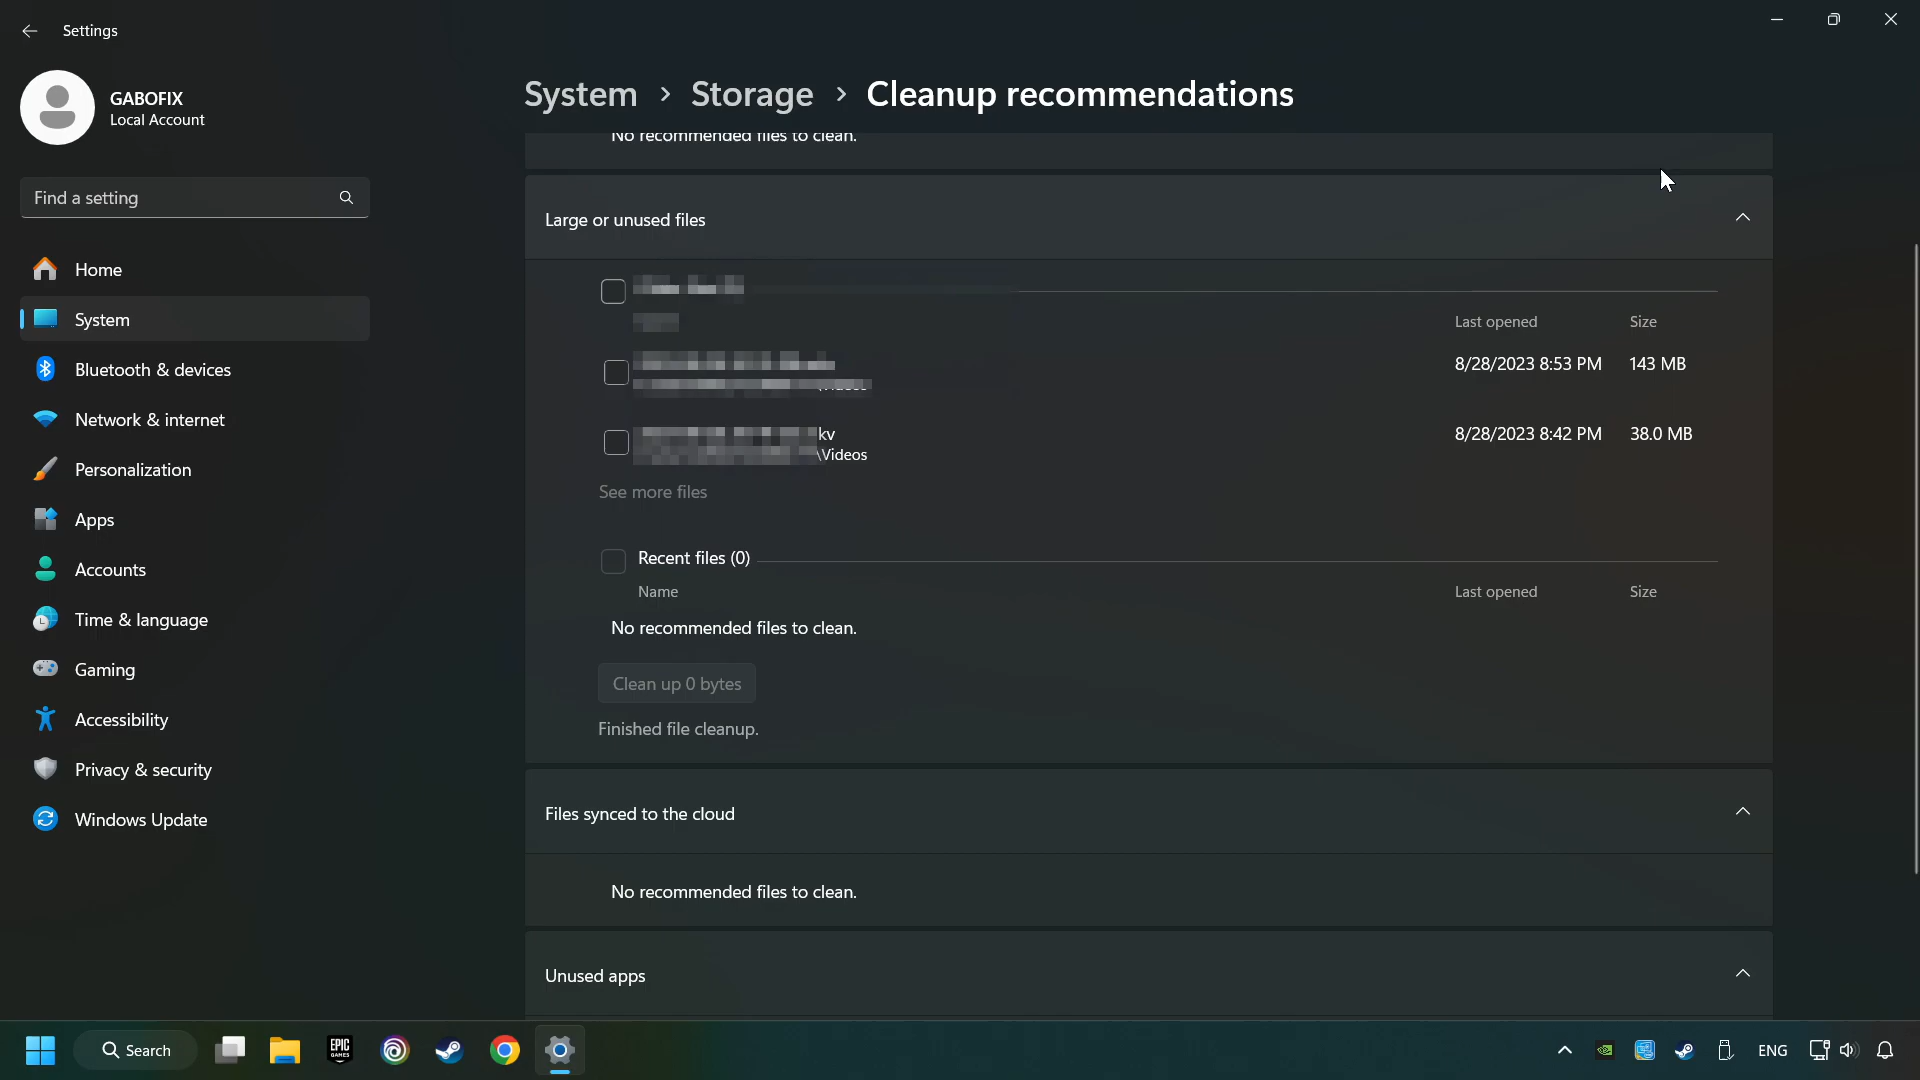 Settings
GABOFIX
Local Account
Find a setting
Home
System
Bluetooth & devices
Network & internet
Personalization
Apps
Accounts
Time & language
Gaming
Accessibility
Privacy & security
Windows Update
System > Storage > Cleanup recommendations
No recommended files to clean.
Large or unused files
Last opened Size
8/28/2023 8:53 PM 143 MB
kv 8/28/2023 8:42 PM 38.0 MB
\Videos
See more files
Recent files (0)
Name Last opened Size
No recommended files to clean.
Clean up 0 bytes
Finished file cleanup.
Files synced to the cloud
No recommended files to clean.
Unused apps
Search
EPIC
GAMES
ENG